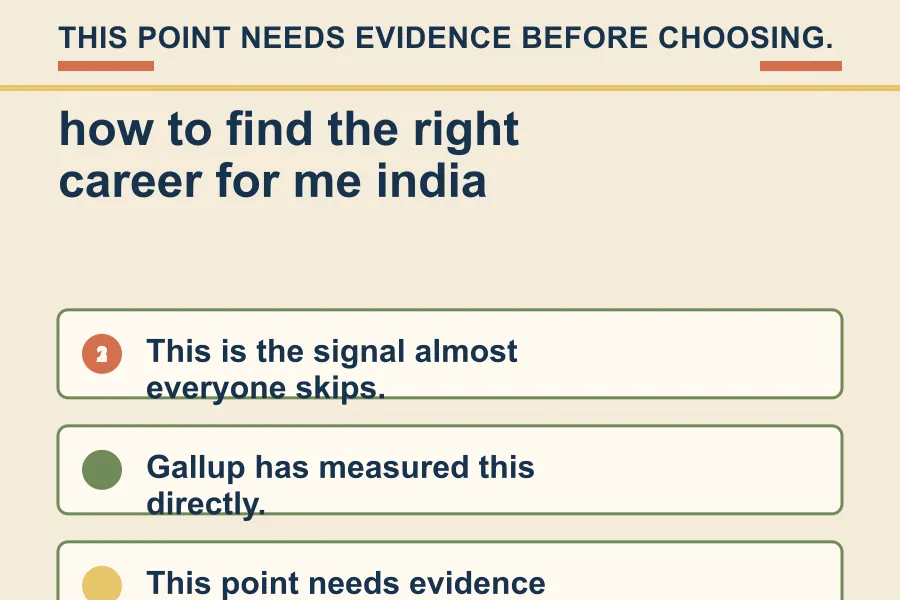 THIS POINT NEEDS EVIDENCE BEFORE CHOOSING.
how to find the right
career for me india
This is the signal almost
everyone skips.
Gallup has measured this
directly.
This point needs evidence